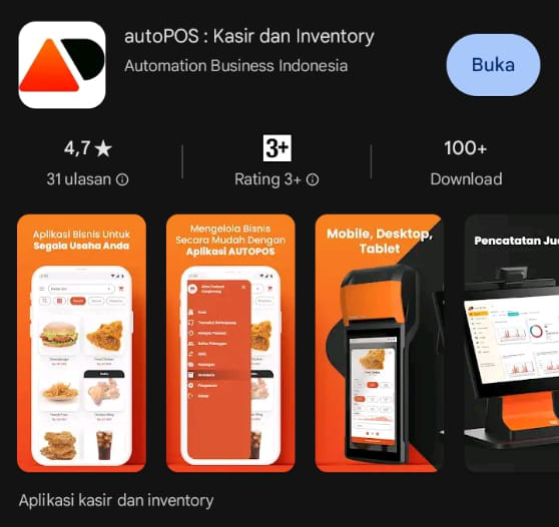 autoPOS : Kasir dan Inventory
Automation Business Indonesia
Buka
4,7★
31 ulasan
3+
Rating 3+
100+
Download
Aplikasi Bisnis Untuk
Segala Usaha Anda
Mengelola Bisnis
Secara Mudah Dengan
Aplikasi AUTOPOS
Mobile, Desktop,
Tablet
Pencatatan Ju
Aplikasi kasir dan inventory